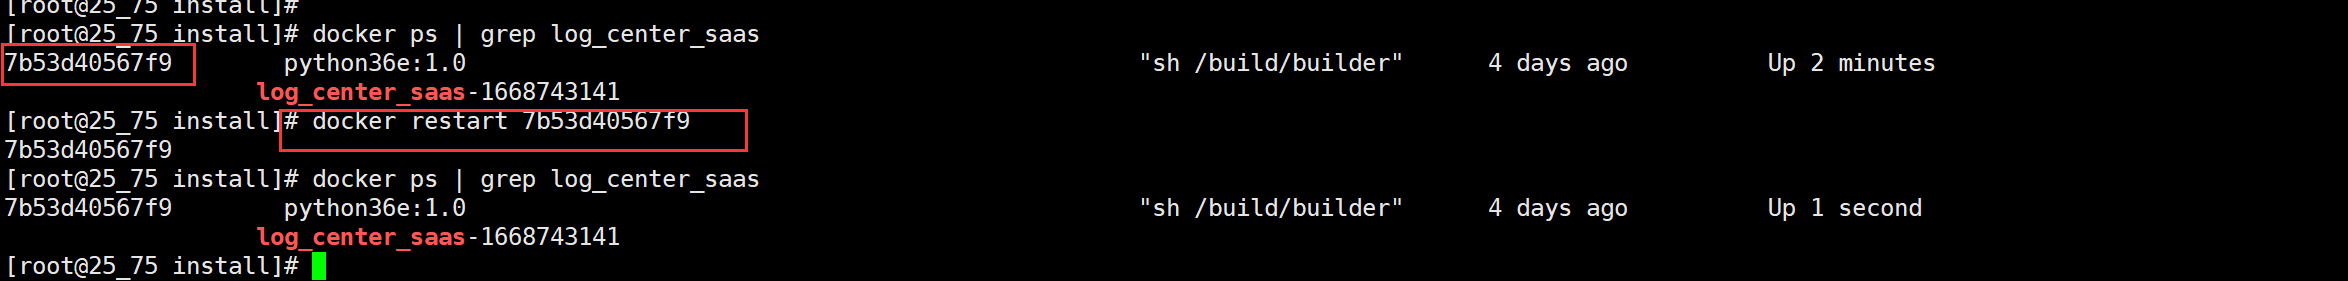 [root@25_75 install]#
[root@25_75 install]# docker ps | grep log_center_saas
7b53d40567f9        python36e:1.0                                                "sh /build/builder"      4 days ago          Up 2 minutes
                  log_center_saas-1668743141
[root@25_75 install]# docker restart 7b53d40567f9
7b53d40567f9
[root@25_75 install]# docker ps | grep log_center_saas
7b53d40567f9        python36e:1.0                                                "sh /build/builder"      4 days ago          Up 1 second
                  log_center_saas-1668743141
[root@25_75 install]#